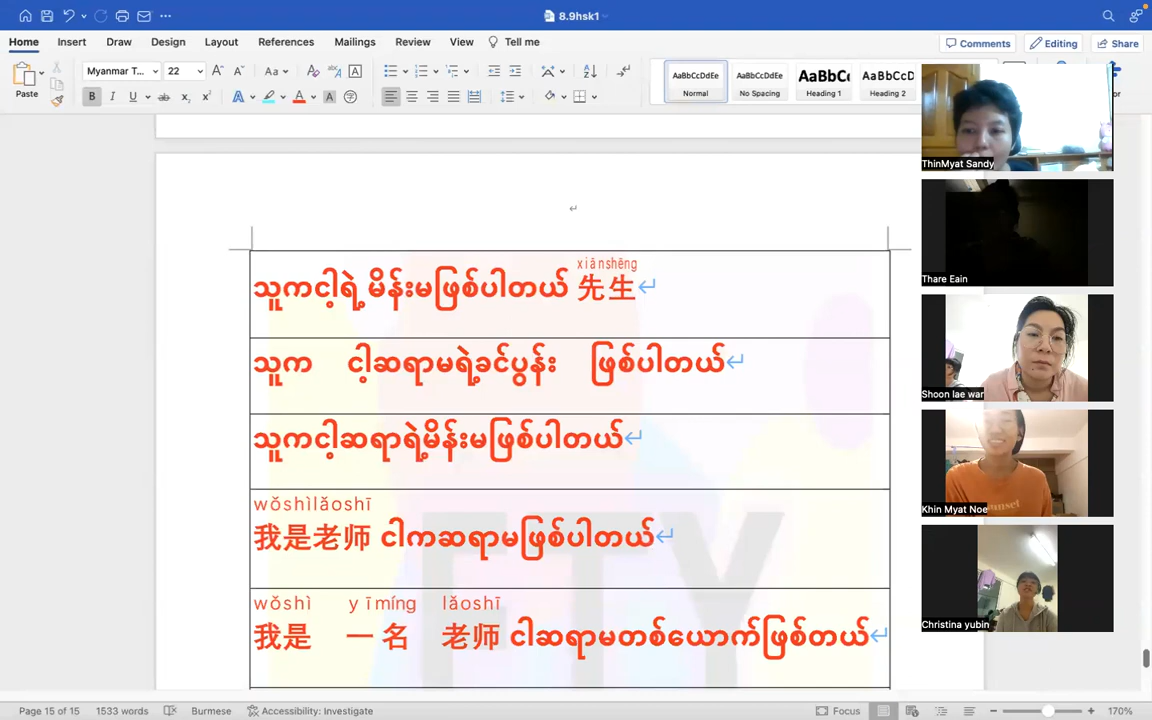 8.9hsk1
Home Insert Draw Design Layout References Mailings Review View Tell me
Comments Editing Share
Paste
Myanmar T... 22
AaBbCcDdEe Normal
AaBbCcDdEe No Spacing
AaBbCc Heading 1
AaBbCcD Heading 2
xiānshēng
သူကငါ့ရဲ့မိန်းမဖြစ်ပါတယ် 先生
သူက ငါ့ဆရာမရဲ့ခင်ပွန်း ဖြစ်ပါတယ်
သူကငါ့ဆရာရဲ့မိန်းမဖြစ်ပါတယ်
wǒshìlǎoshī
我是老师 ငါကဆရာမဖြစ်ပါတယ်
wǒshì yīmíng lǎoshī
我是 一名 老师 ငါဆရာမတစ်ယောက်ဖြစ်တယ်
ETY
ThinMyat Sandy
Thare Eain
Shoon lae war
Khin Myat Noe
Christina yubin
Page 15 of 15 1533 words Burmese Accessibility: Investigate Focus 170%